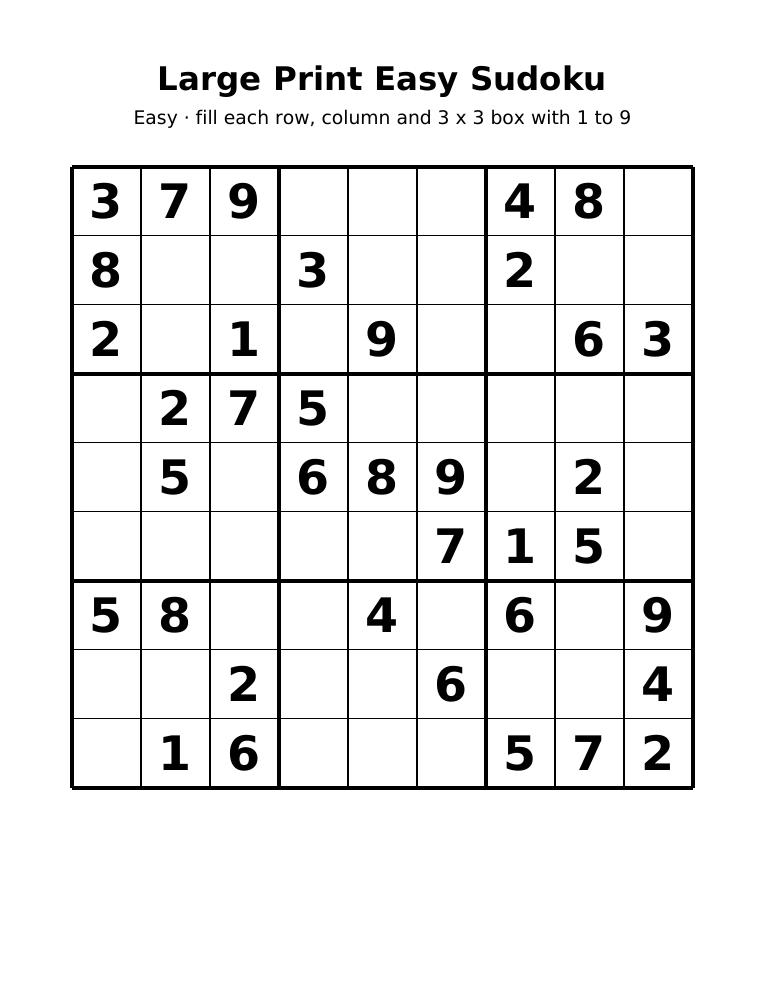 Large Print Easy Sudoku
Easy · fill each row, column and 3 x 3 box with 1 to 9
3 7 9 4 8
8 3 2
2 1 9 6 3
2 7 5
5 6 8 9 2
7 1 5
5 8 4 6 9
2 6 4
1 6 5 7 2